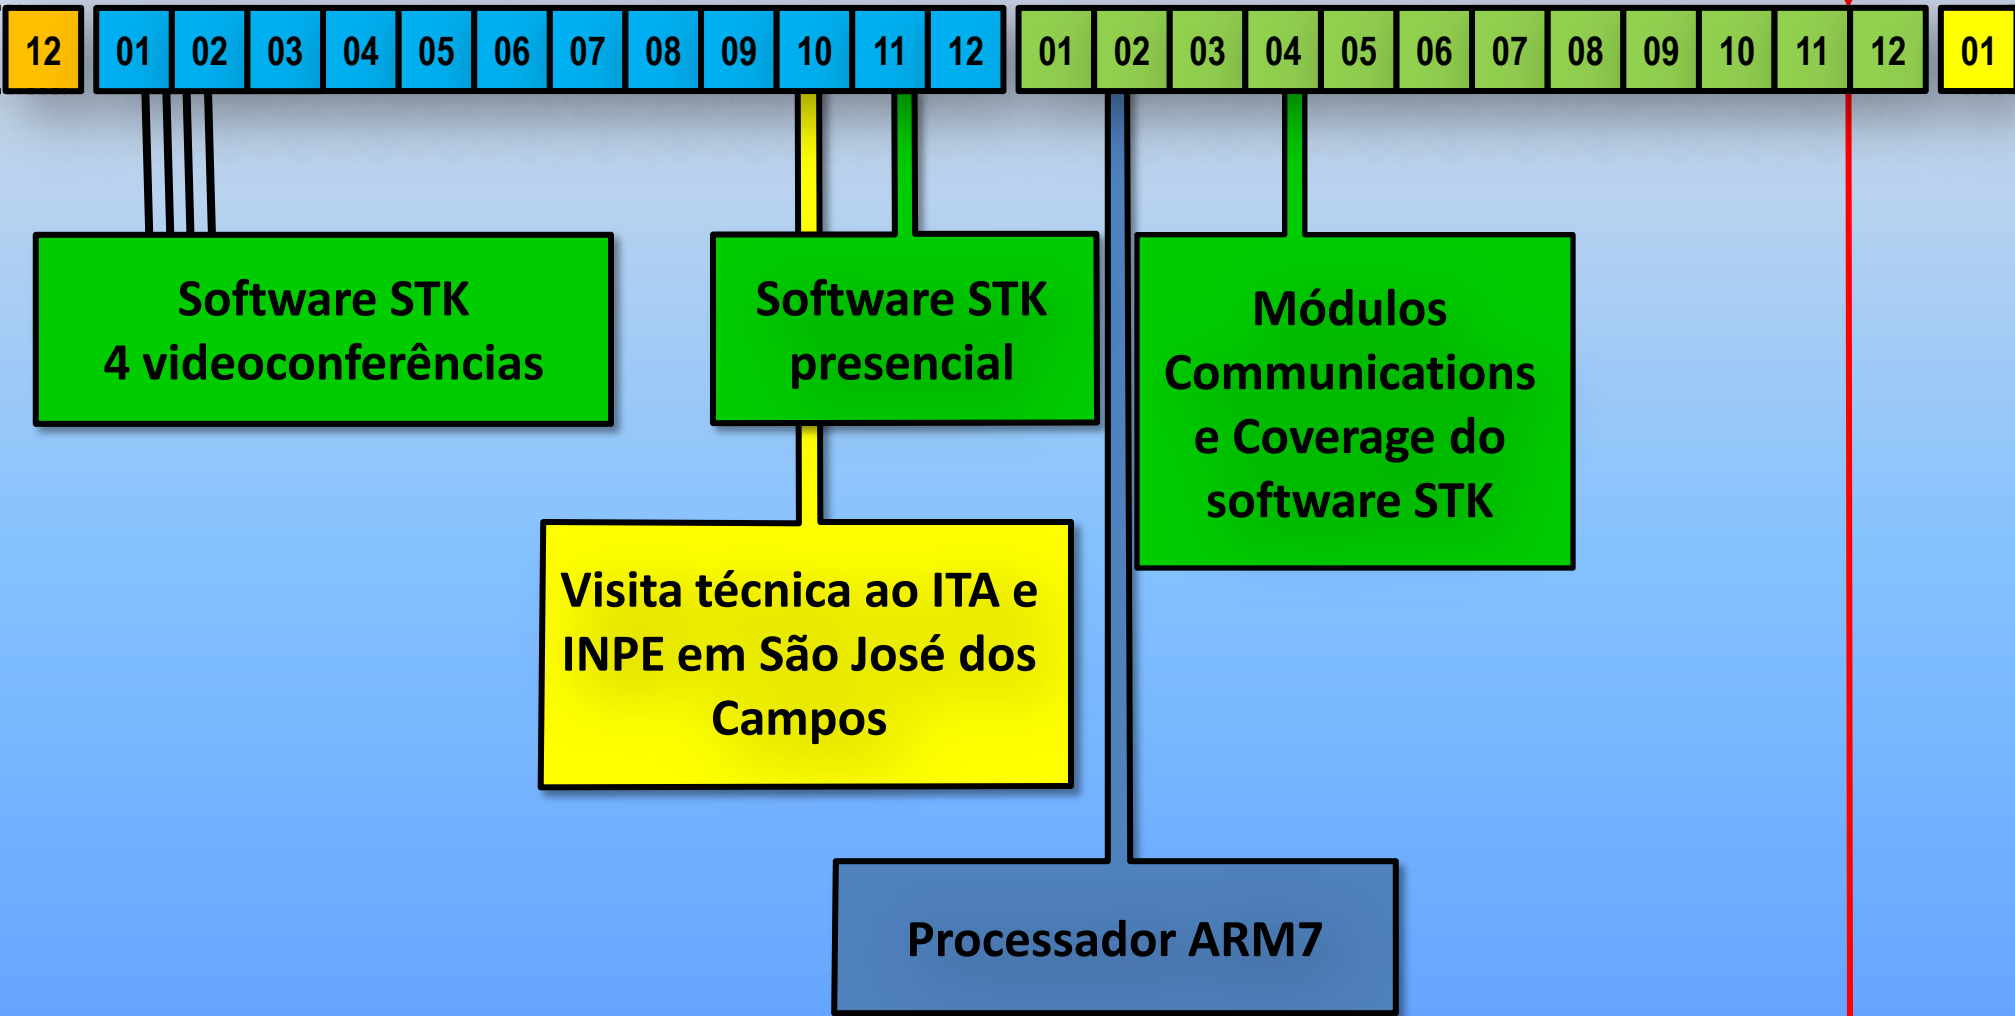 12 01 02 03 04 05 06 07 08 09 10 11 12 01 02 03 04 05 06 07 08 09 10 11 12 01
Software STK
4 videoconferências
Software STK
presencial
Módulos
Communications
e Coverage do
software STK
Visita técnica ao ITA e
INPE em São José dos
Campos
Processador ARM7